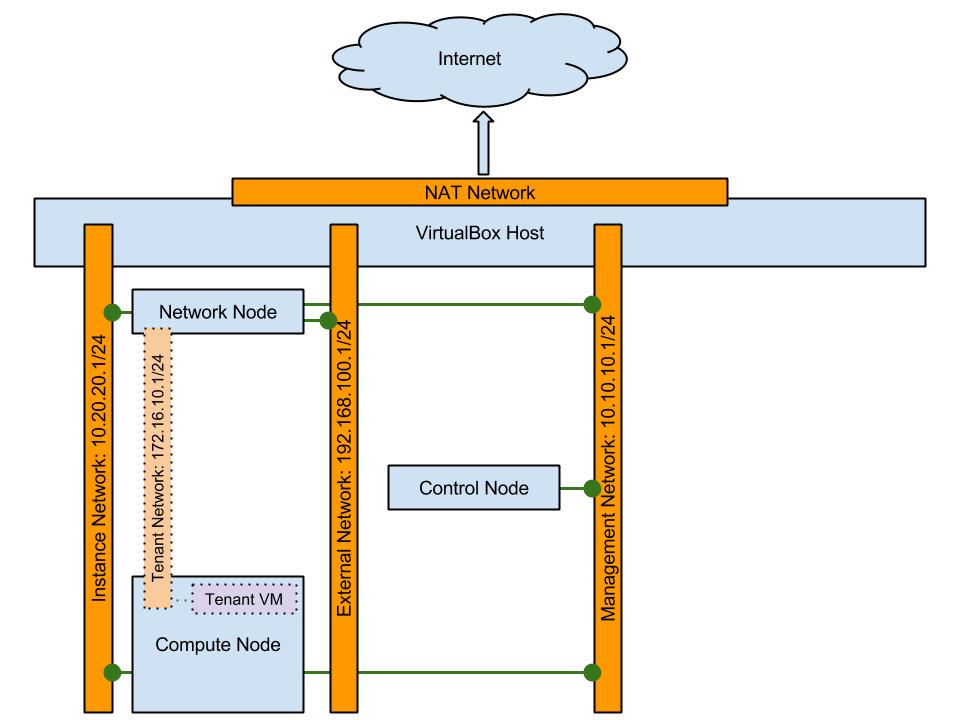 Internet
NAT Network
VirtualBox Host
Network Node
Instance Network: 10.20.20.1/24
Tenant Network: 172.16.10.1/24
External Network: 192.168.100.1/24
Management Network: 10.10.10.1/24
Control Node
Tenant VM
Compute Node